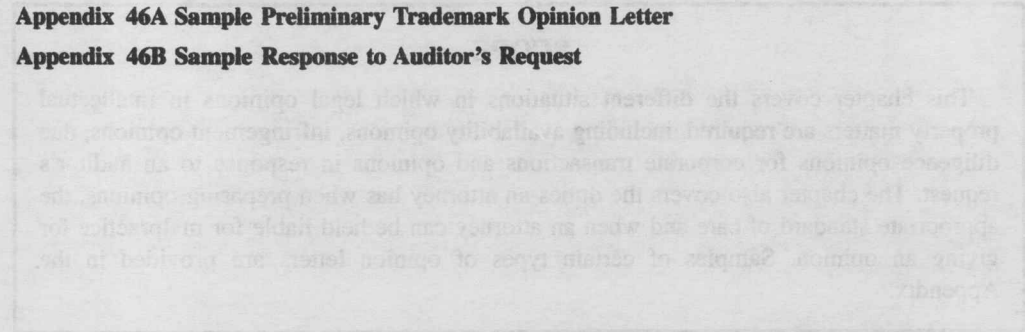 Appendix 46A Sample Preliminary Trademark Opinion Letter
Appendix 46B Sample Response to Auditor's Request
This chapter covers the different situations in which legal opinions in intellectual
property matters are required including availability opinions, infringement opinions, due
diligence opinions for corporate transactions and opinions in response to an auditor's
request. The chapter also covers the duties an attorney has when preparing opinions, the
appropriate standard of care and when an attorney can be held liable for malpractice for
giving an opinion. Samples of certain types of opinion letters are provided in the
Appendix.